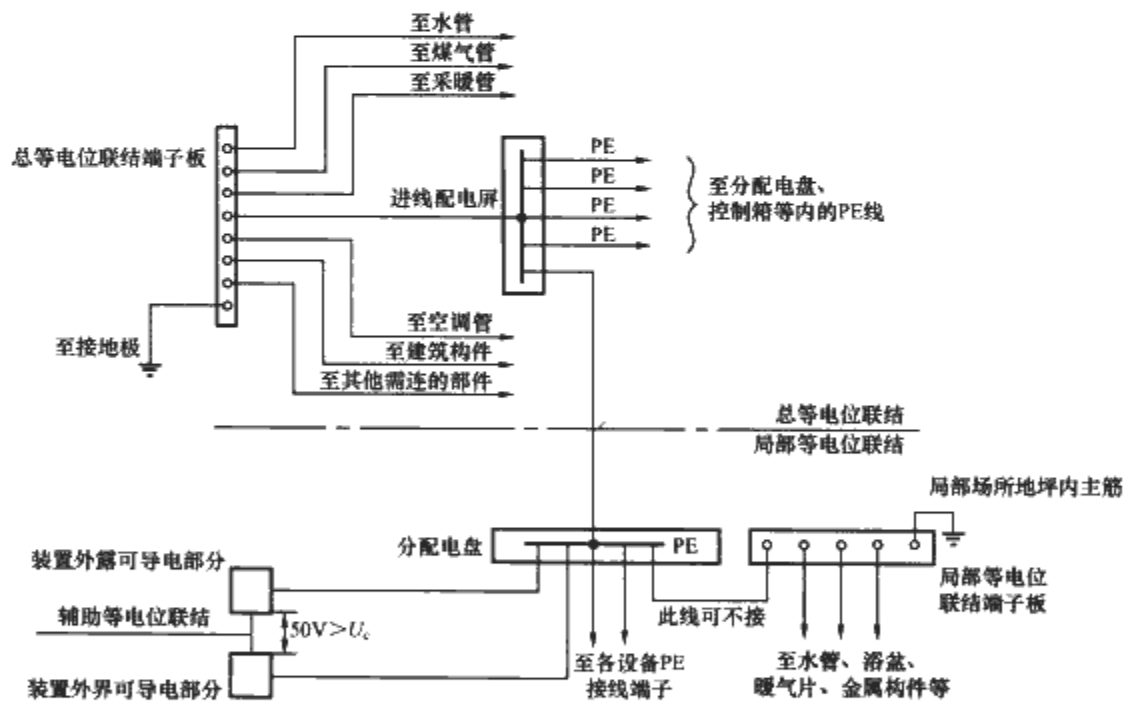 至水管
至煤气管
至采暖管
总等电位联结端子板
进线配电屏
PE
PE
PE
PE
至分配电盘、
控制箱等内的PE线
至接地极
至空调管
至建筑构件
至其他需连的部件
总等电位联结
局部等电位联结
局部场所地坪内主筋
分配电盘
PE
局部等电位
联结端子板
装置外露可导电部分
辅助等电位联结
50V>Uc
装置外界可导电部分
此线可不接
至各设备PE
接线端子
至水管、浴盆、
暖气片、金属构件等